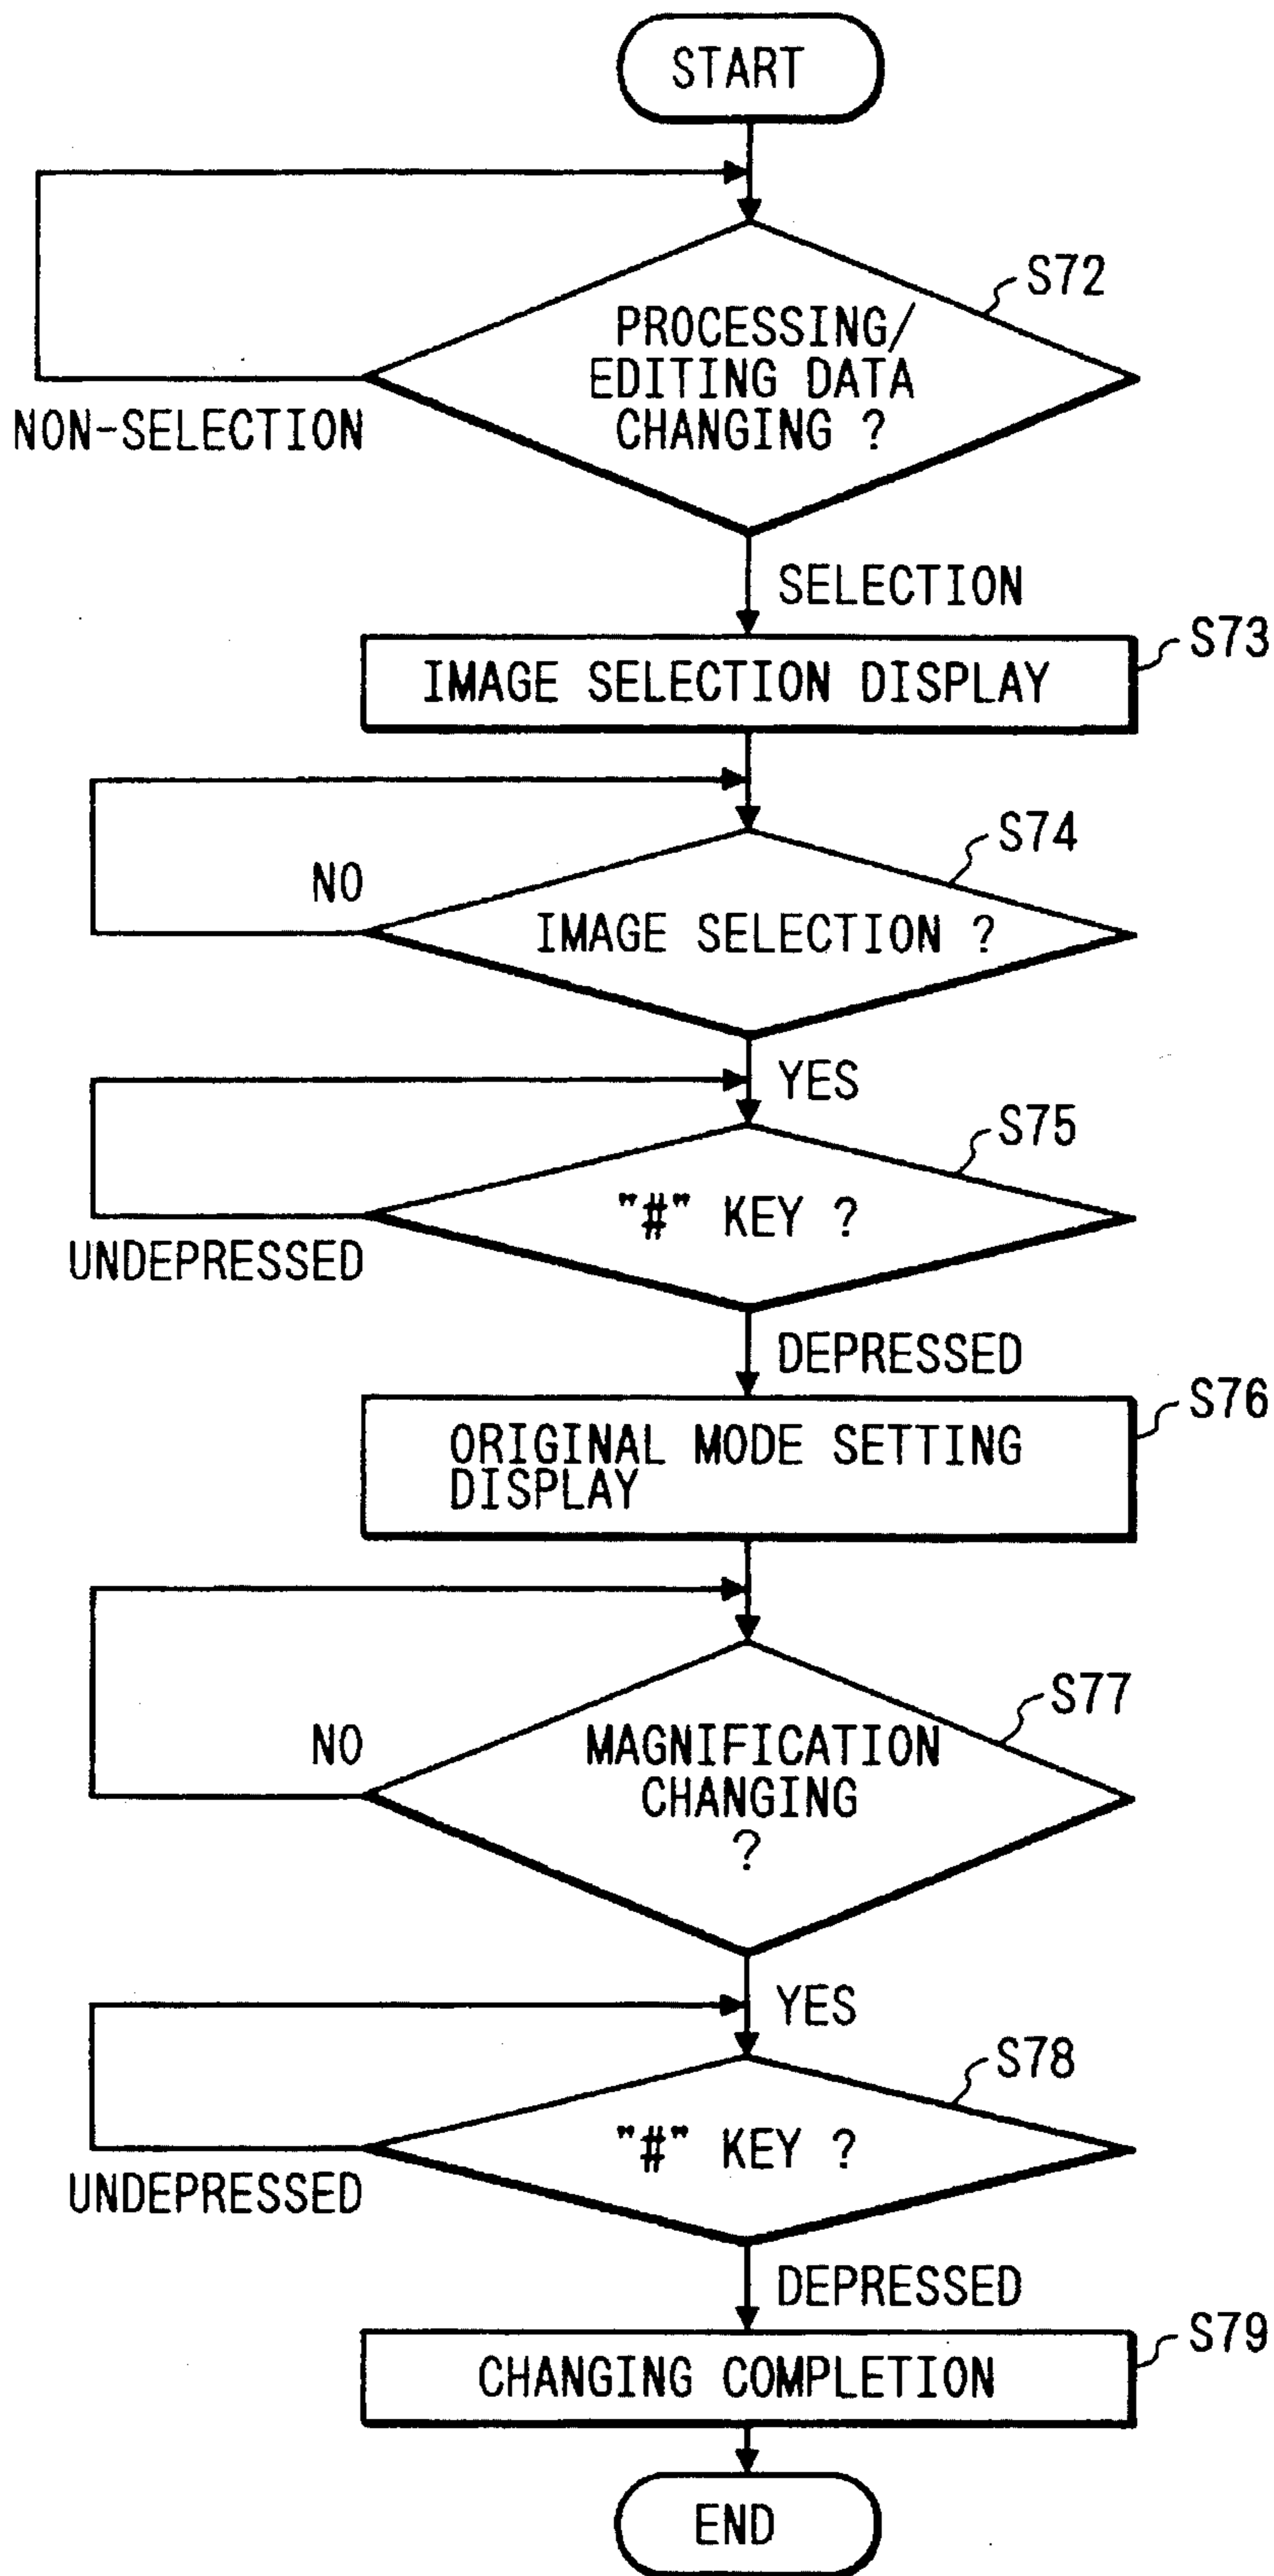 START
S72
PROCESSING/
EDITING DATA
CHANGING ?
NON-SELECTION
SELECTION
S73
IMAGE SELECTION DISPLAY
S74
NO
IMAGE SELECTION ?
YES
S75
"#" KEY ?
UNDEPRESSED
DEPRESSED
S76
ORIGINAL MODE SETTING
DISPLAY
S77
NO
MAGNIFICATION
CHANGING
?
YES
S78
"#" KEY ?
UNDEPRESSED
DEPRESSED
S79
CHANGING COMPLETION
END